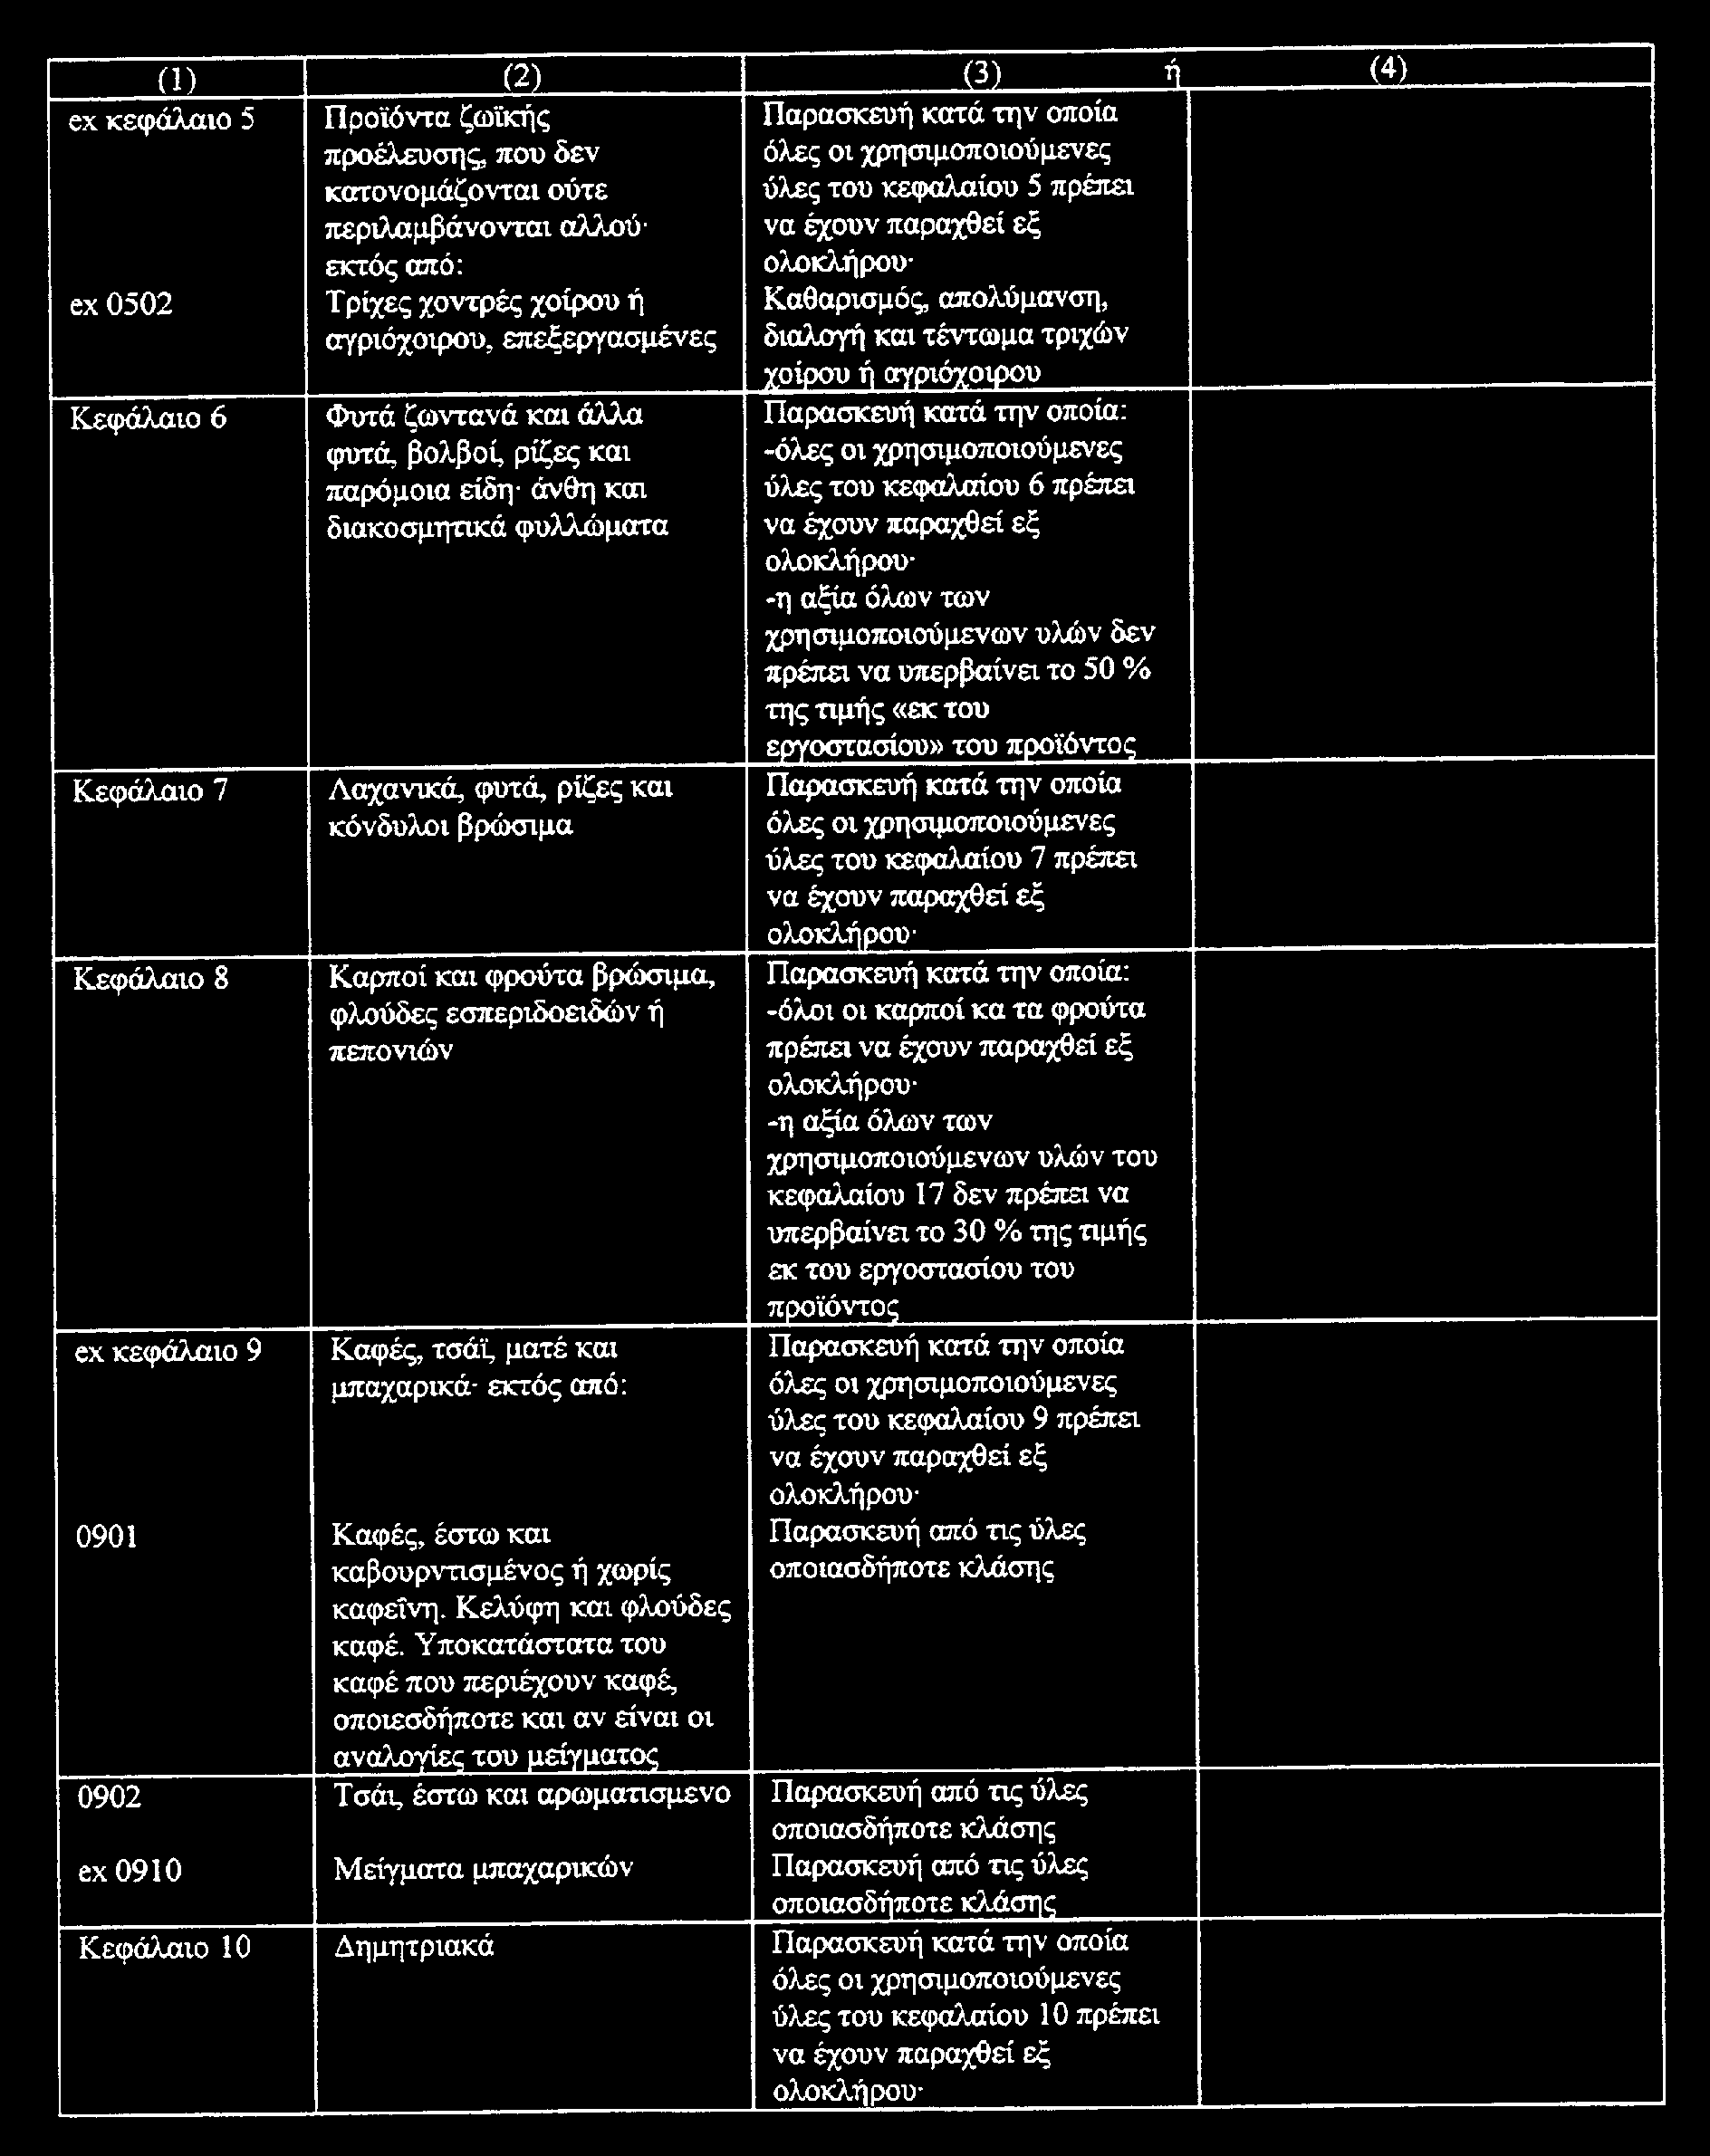 (1) (2) (3) ή (4)
ex κεφάλαιο 5
Προϊόντα ζωϊκής
προέλευσης, που δεν
κατονομάζονται ούτε
περιλαμβάνονται αλλού·
εκτός από:
Παρασκευή κατά την οποία
όλες οι χρησιμοποιούμενες
ύλες του κεφαλαίου 5 πρέπει
να έχουν παραχθεί εξ
ολοκλήρου·
ex 0502
Τρίχες χοντρές χοίρου ή
αγριόχοιρου, επεξεργασμένες
Καθαρισμός, απολύμανση,
διαλογή και τέντωμα τριχών
χοίρου ή αγριόχοιρου
Κεφάλαιο 6
Φυτά ζωντανά και άλλα
φυτά, βολβοί, ρίζες και
παρόμοια είδη· άνθη και
διακοσμητικά φυλλώματα
Παρασκευή κατά την οποία:
-όλες οι χρησιμοποιούμενες
ύλες του κεφαλαίου 6 πρέπει
να έχουν παραχθεί εξ
ολοκλήρου·
-η αξία όλων των
χρησιμοποιούμενων υλών δεν
πρέπει να υπερβαίνει το 50 %
της τιμής «εκ του
εργοστασίου» του προϊόντος
Κεφάλαιο 7
Λαχανικά, φυτά, ρίζες και
κόνδυλοι βρώσιμα
Παρασκευή κατά την οποία
όλες οι χρησιμοποιούμενες
ύλες του κεφαλαίου 7 πρέπει
να έχουν παραχθεί εξ
ολοκλήρου·
Κεφάλαιο 8
Καρποί και φρούτα βρώσιμα,
φλούδες εσπεριδοειδών ή
πεπονιών
Παρασκευή κατά την οποία:
-όλοι οι καρποί κα τα φρούτα
πρέπει να έχουν παραχθεί εξ
ολοκλήρου·
-η αξία όλων των
χρησιμοποιούμενων υλών του
κεφαλαίου 17 δεν πρέπει να
υπερβαίνει το 30 % της τιμής
εκ του εργοστασίου του
προϊόντος
ex κεφάλαιο 9
Καφές, τσάϊ, ματέ και
μπαχαρικά· εκτός από:
Παρασκευή κατά την οποία
όλες οι χρησιμοποιούμενες
ύλες του κεφαλαίου 9 πρέπει
να έχουν παραχθεί εξ
ολοκλήρου·
0901
Καφές, έστω και
καβουρντισμένος ή χωρίς
καφεΐνη. Κελύφη και φλούδες
καφέ. Υποκατάστατα του
καφέ που περιέχουν καφέ,
οποιεσδήποτε και αν είναι οι
αναλογίες του μείγματος
Παρασκευή από τις ύλες
οποιασδήποτε κλάσης
0902
Τσάι, έστω και αρωματισμενο
Παρασκευή από τις ύλες
οποιασδήποτε κλάσης
ex 0910
Μείγματα μπαχαρικών
Παρασκευή από τις ύλες
οποιασδήποτε κλάσης
Κεφάλαιο 10
Δημητριακά
Παρασκευή κατά την οποία
όλες οι χρησιμοποιούμενες
ύλες του κεφαλαίου 10 πρέπει
να έχουν παραχθεί εξ
ολοκλήρου·